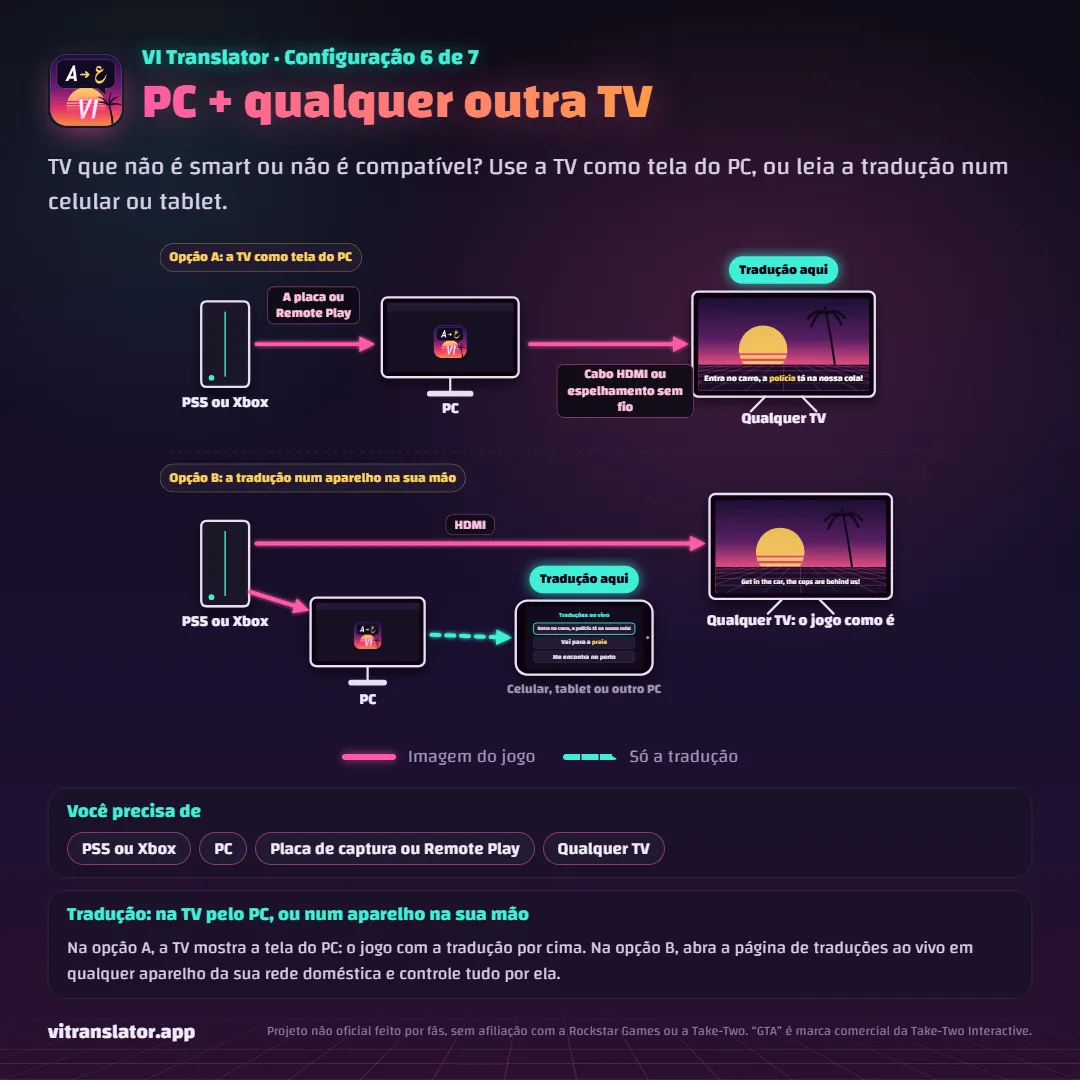 A→ع
VI
VI Translator · Configuração 6 de 7
PC + qualquer outra TV
TV que não é smart ou não é compatível? Use a TV como tela do PC, ou leia a tradução num
celular ou tablet.
Opção A: a TV como tela do PC
Tradução aqui
A placa ou
Remote Play
A→ع
VI
Cabo HDMI ou
espelhamento sem
fio
Entra no carro, a polícia tá na nossa cola!
PS5 ou Xbox
PC
Qualquer TV
Opção B: a tradução num aparelho na sua mão
HDMI
Tradução aqui
Get in the car, the cops are behind us!
PS5 ou Xbox
A→ع
VI
Traduções ao vivo
Entra no carro, a polícia tá na nossa cola!
Vai para a praia
Me encontra no porto
Qualquer TV: o jogo como é
PC
Celular, tablet ou outro PC
Imagem do jogo
Só a tradução
Você precisa de
PS5 ou Xbox
PC
Placa de captura ou Remote Play
Qualquer TV
Tradução: na TV pelo PC, ou num aparelho na sua mão
Na opção A, a TV mostra a tela do PC: o jogo com a tradução por cima. Na opção B, abra a página de traduções ao vivo em
qualquer aparelho da sua rede doméstica e controle tudo por ela.
vitranslator.app
Projeto não oficial feito por fãs, sem afiliação com a Rockstar Games ou a Take-Two. “GTA” é marca comercial da Take-Two Interactive.